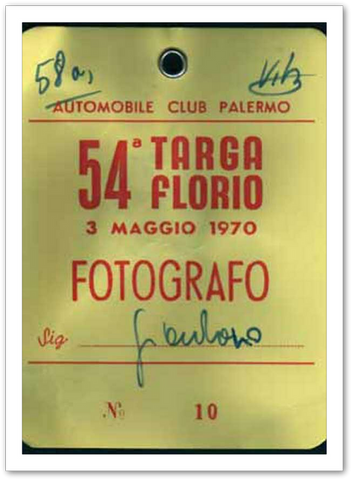 AUTOMOBILE CLUB PALERMO
54ª TARGA FLORIO
3 MAGGIO 1970
FOTOGRAFO
Sig
Nº 10